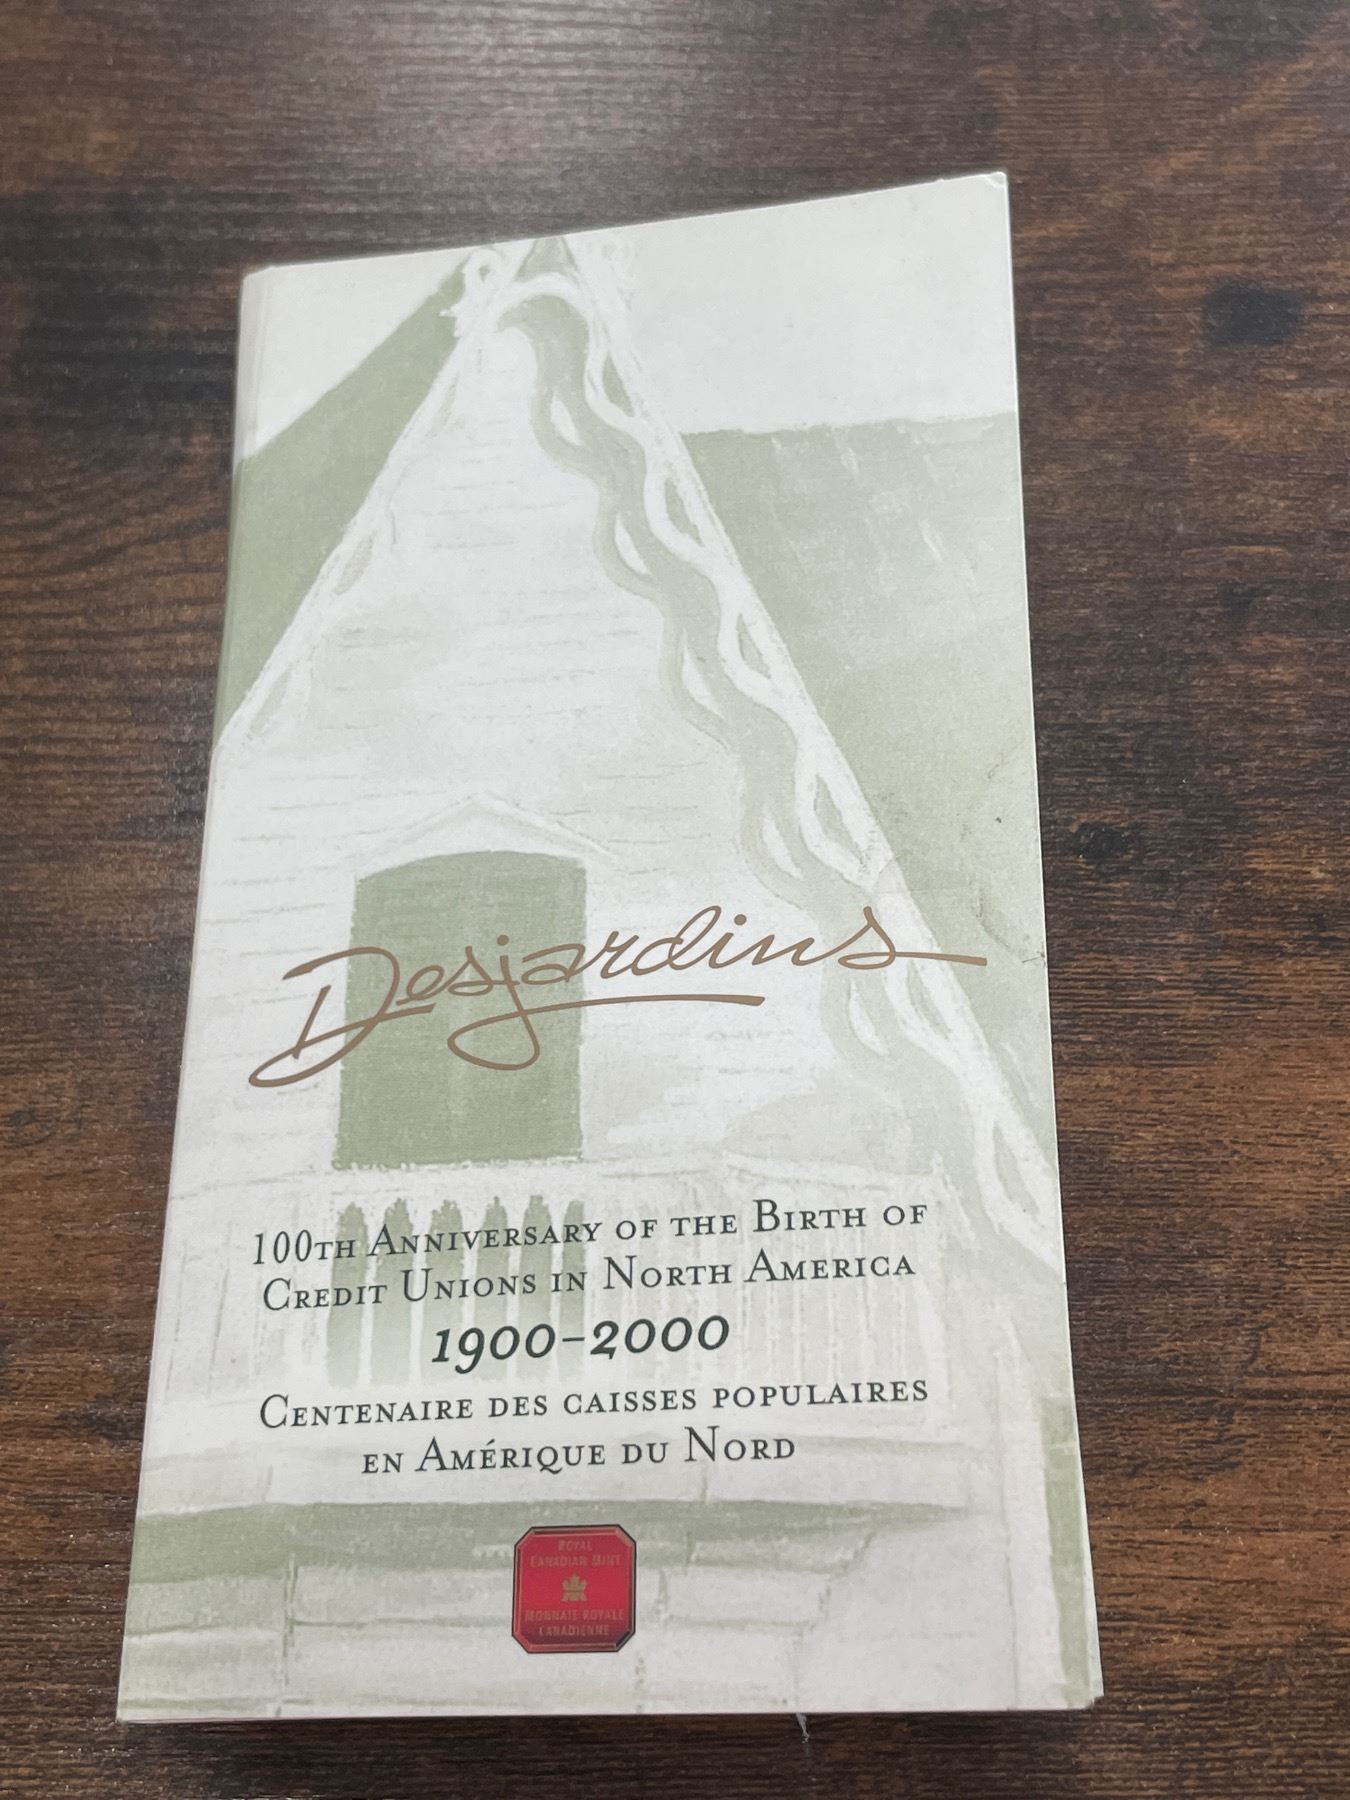 Desjardins
100TH ANNIVERSARY OF THE BIRTH OF
CREDIT UNIONS IN NORTH AMERICA
1900-2000
CENTENAIRE DES CAISSES POPULAIRES
EN AMÉRIQUE DU NORD
ROYAL
CANADIAN MINT
MONNAIE ROYALE
CANADIENNE